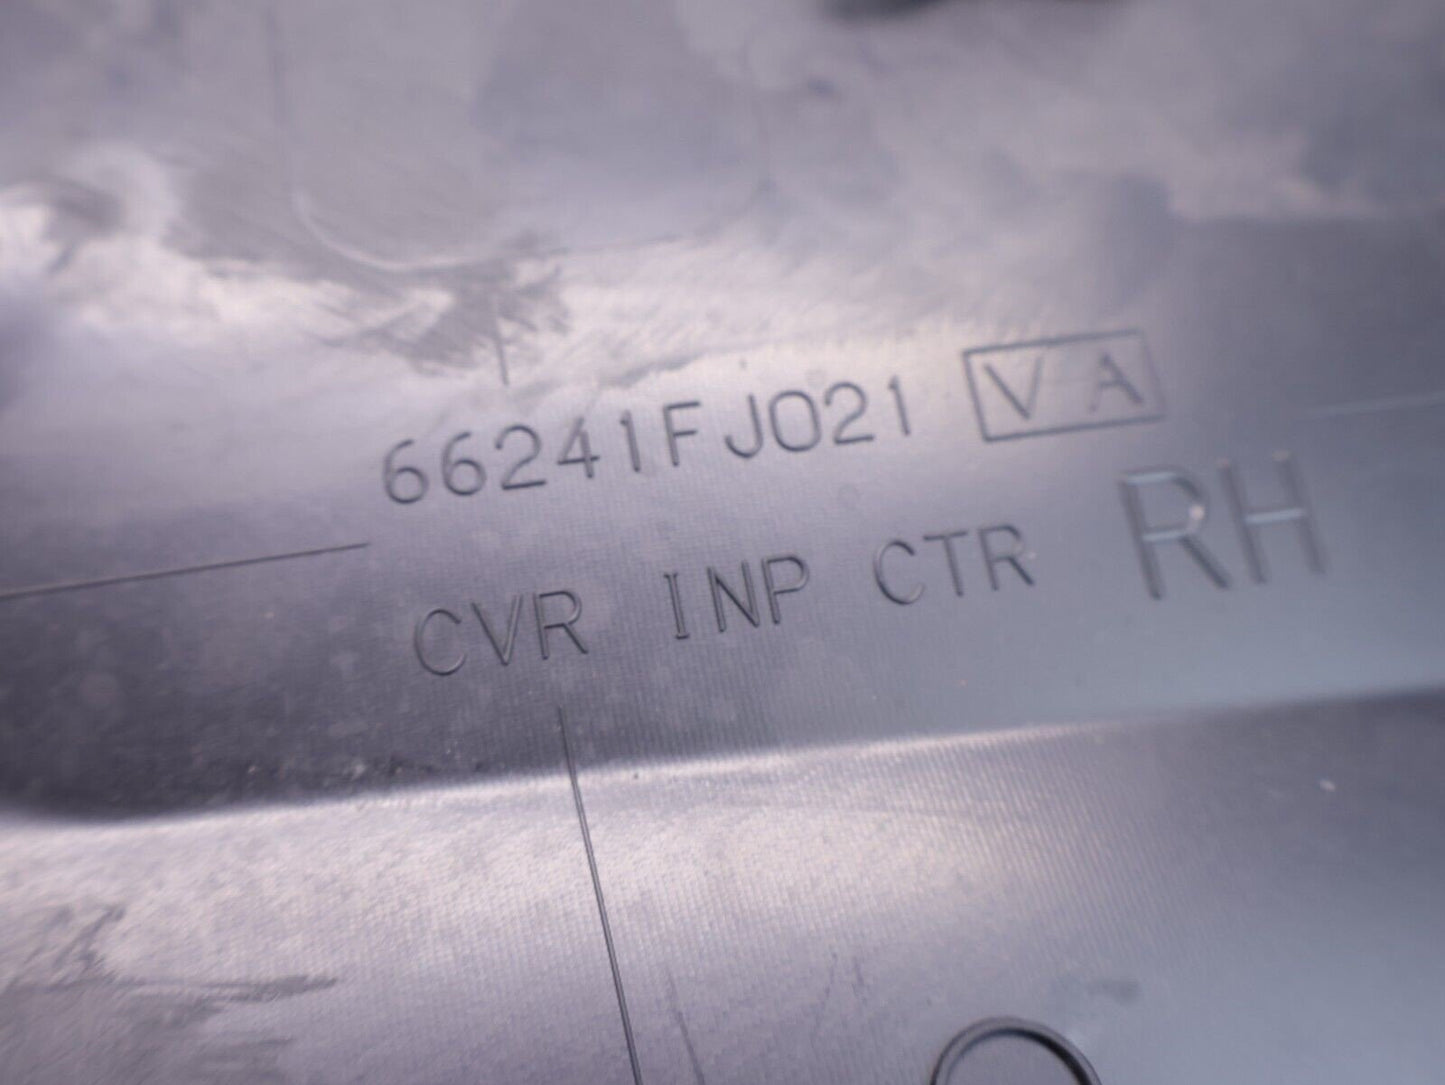 66241FJ021 VA
CVR INP CTR RH